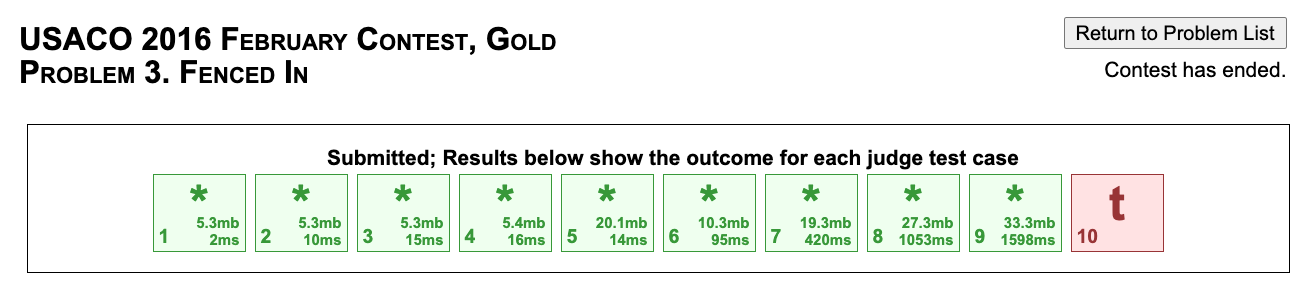 USACO 2016 February Contest, Gold
Problem 3. Fenced In
Return to Problem List
Contest has ended.
Submitted; Results below show the outcome for each judge test case
* 5.3mb 1 2ms
* 5.3mb 2 10ms
* 5.3mb 3 15ms
* 5.4mb 4 16ms
* 20.1mb 5 14ms
* 10.3mb 6 95ms
* 19.3mb 7 420ms
* 27.3mb 8 1053ms
* 33.3mb 9 1598ms
t 10